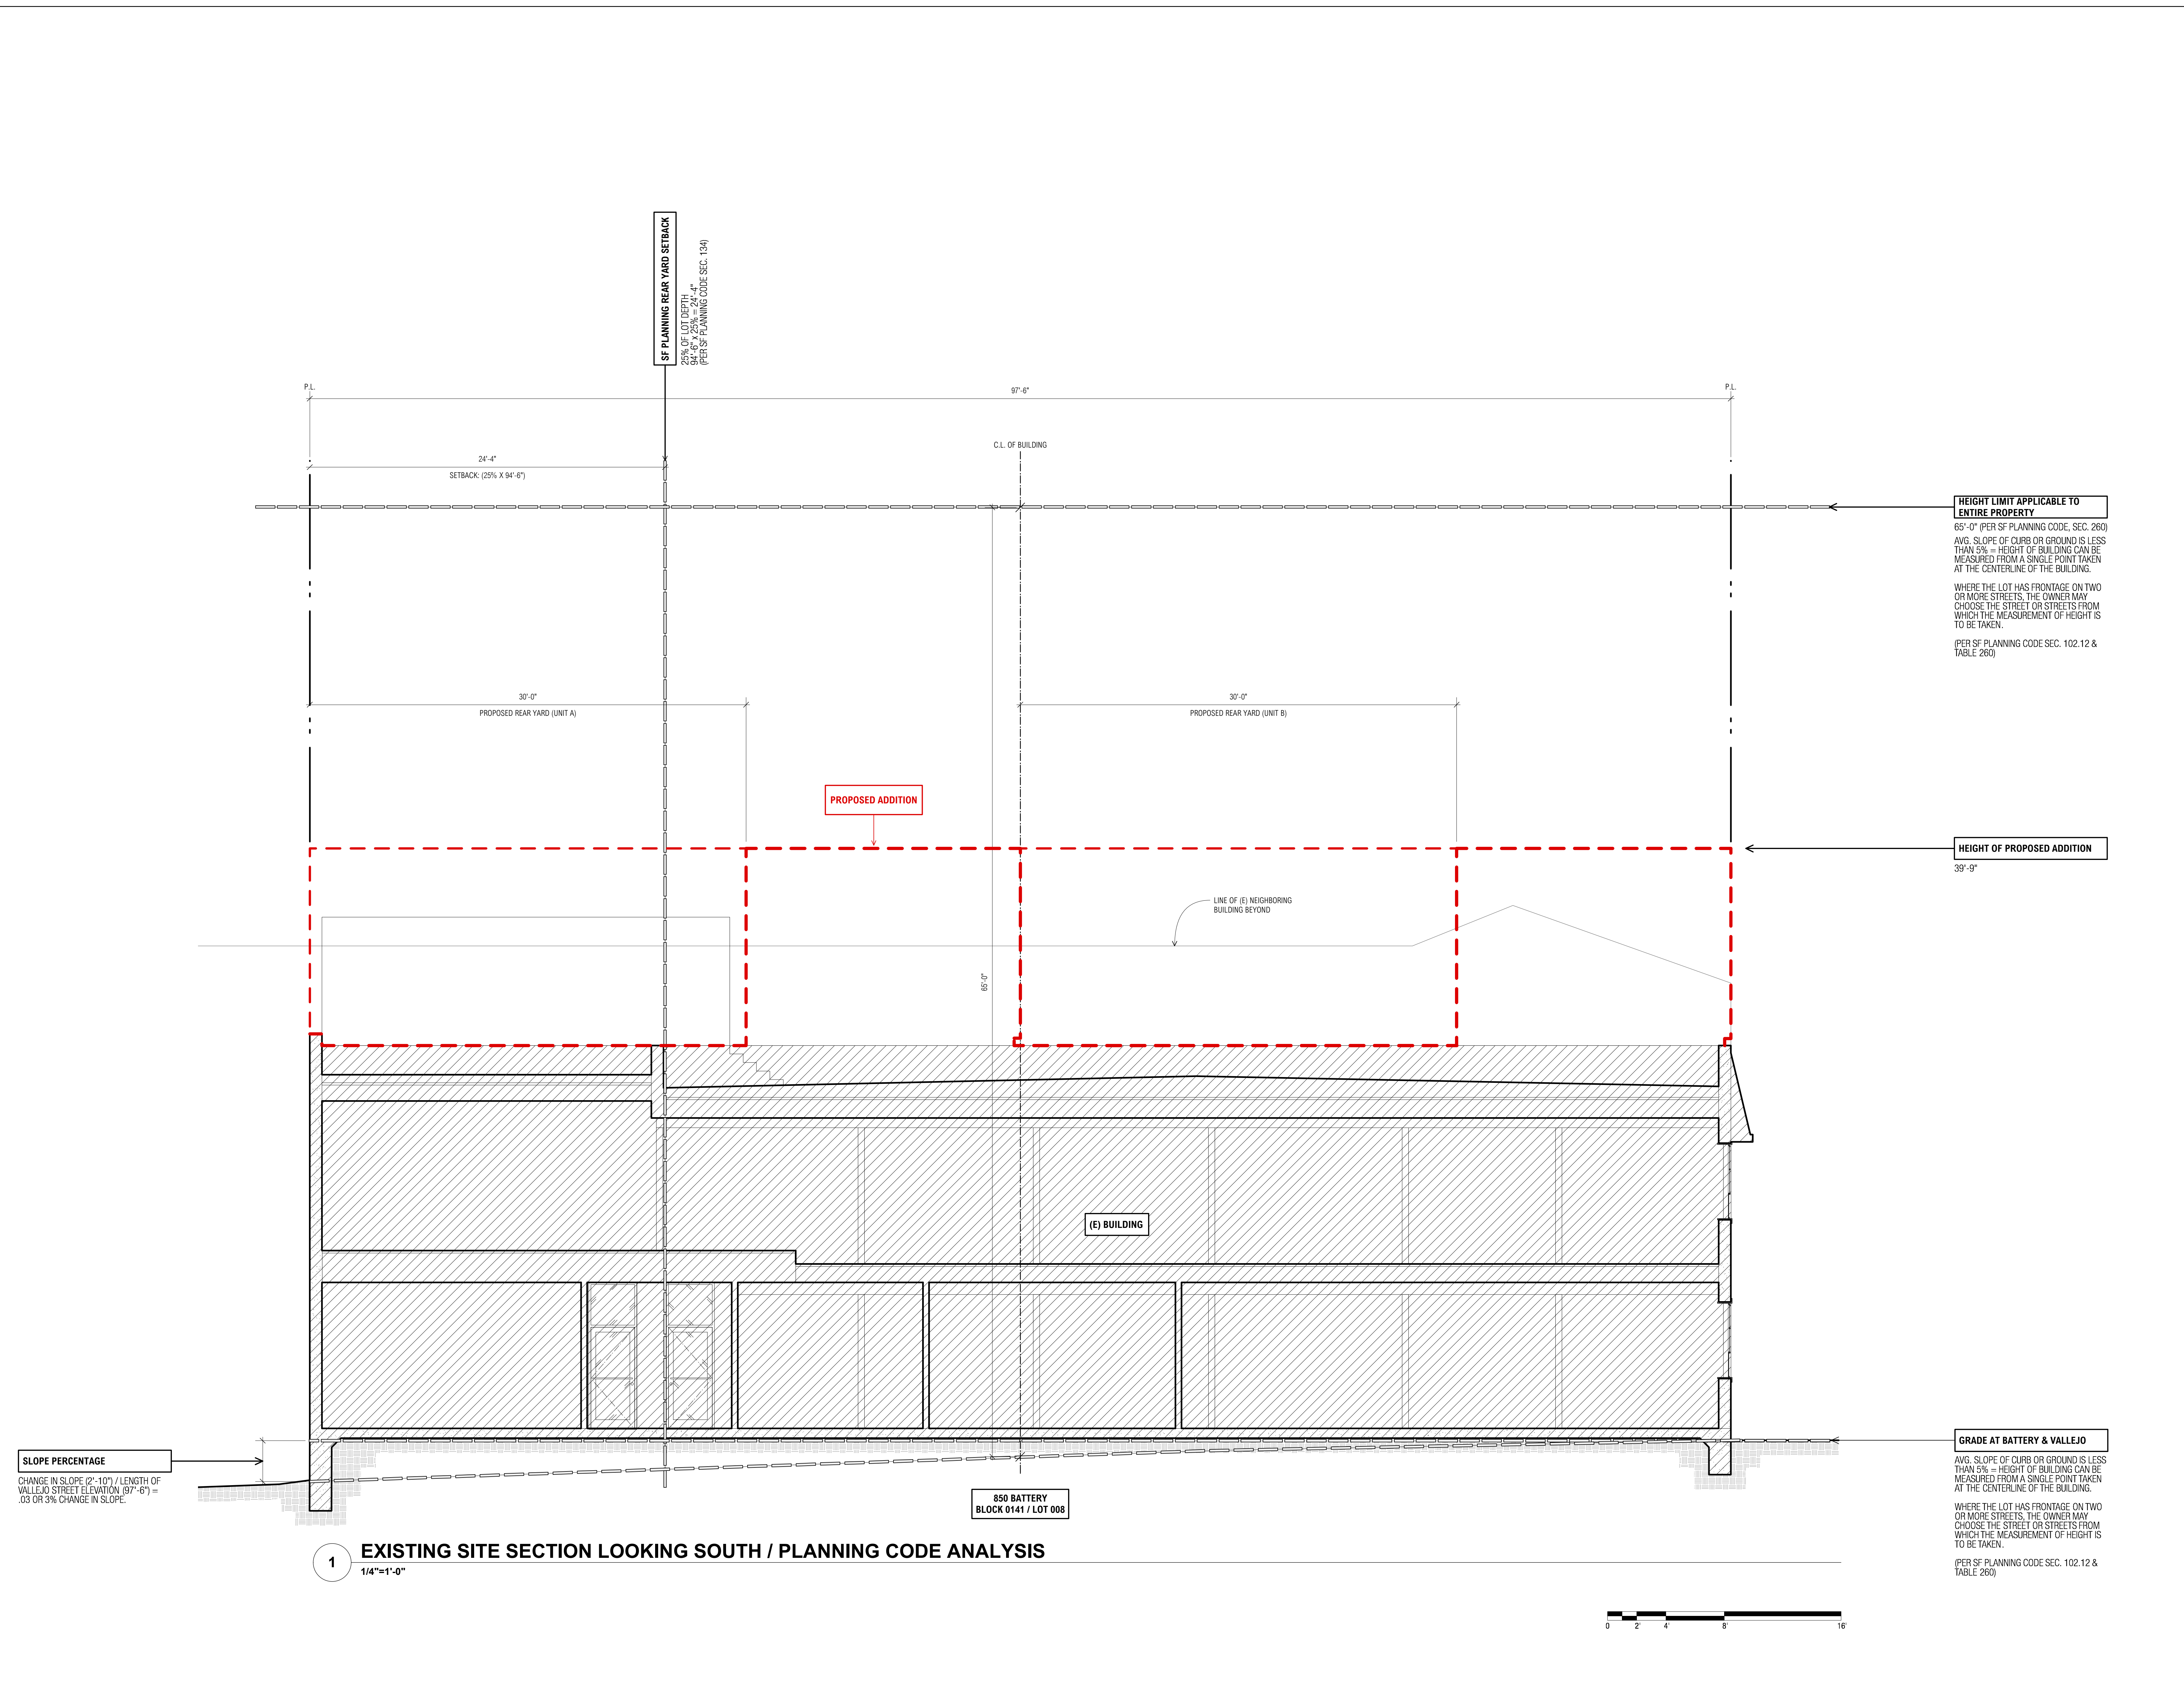 SF PLANNING REAR YARD SETBACK
25% OF LOT DEPTH
94'-6" x 25% = 24'-4"
(PER SF PLANNING CODE SEC. 134)
P.L.
97'-6"
P.L.
C.L. OF BUILDING
24'-4"
SETBACK: (25% X 94'-6")
HEIGHT LIMIT APPLICABLE TO
ENTIRE PROPERTY
65'-0" (PER SF PLANNING CODE, SEC. 260)
AVG. SLOPE OF CURB OR GROUND IS LESS
THAN 5% = HEIGHT OF BUILDING CAN BE
MEASURED FROM A SINGLE POINT TAKEN
AT THE CENTERLINE OF THE BUILDING.
WHERE THE LOT HAS FRONTAGE ON TWO
OR MORE STREETS, THE OWNER MAY
CHOOSE THE STREET OR STREETS FROM
WHICH THE MEASUREMENT OF HEIGHT IS
TO BE TAKEN.
(PER SF PLANNING CODE SEC. 102.12 &
TABLE 260)
30'-0"
PROPOSED REAR YARD (UNIT A)
30'-0"
PROPOSED REAR YARD (UNIT B)
PROPOSED ADDITION
HEIGHT OF PROPOSED ADDITION
39'-9"
LINE OF (E) NEIGHBORING
BUILDING BEYOND
65'-0"
(E) BUILDING
SLOPE PERCENTAGE
CHANGE IN SLOPE (2'-10") / LENGTH OF
VALLEJO STREET ELEVATION (97'-6") =
.03 OR 3% CHANGE IN SLOPE.
GRADE AT BATTERY & VALLEJO
AVG. SLOPE OF CURB OR GROUND IS LESS
THAN 5% = HEIGHT OF BUILDING CAN BE
MEASURED FROM A SINGLE POINT TAKEN
AT THE CENTERLINE OF THE BUILDING.
WHERE THE LOT HAS FRONTAGE ON TWO
OR MORE STREETS, THE OWNER MAY
CHOOSE THE STREET OR STREETS FROM
WHICH THE MEASUREMENT OF HEIGHT IS
TO BE TAKEN.
(PER SF PLANNING CODE SEC. 102.12 &
TABLE 260)
850 BATTERY
BLOCK 0141 / LOT 008
1
EXISTING SITE SECTION LOOKING SOUTH / PLANNING CODE ANALYSIS
1/4"=1'-0"
0 2' 4' 8' 16'